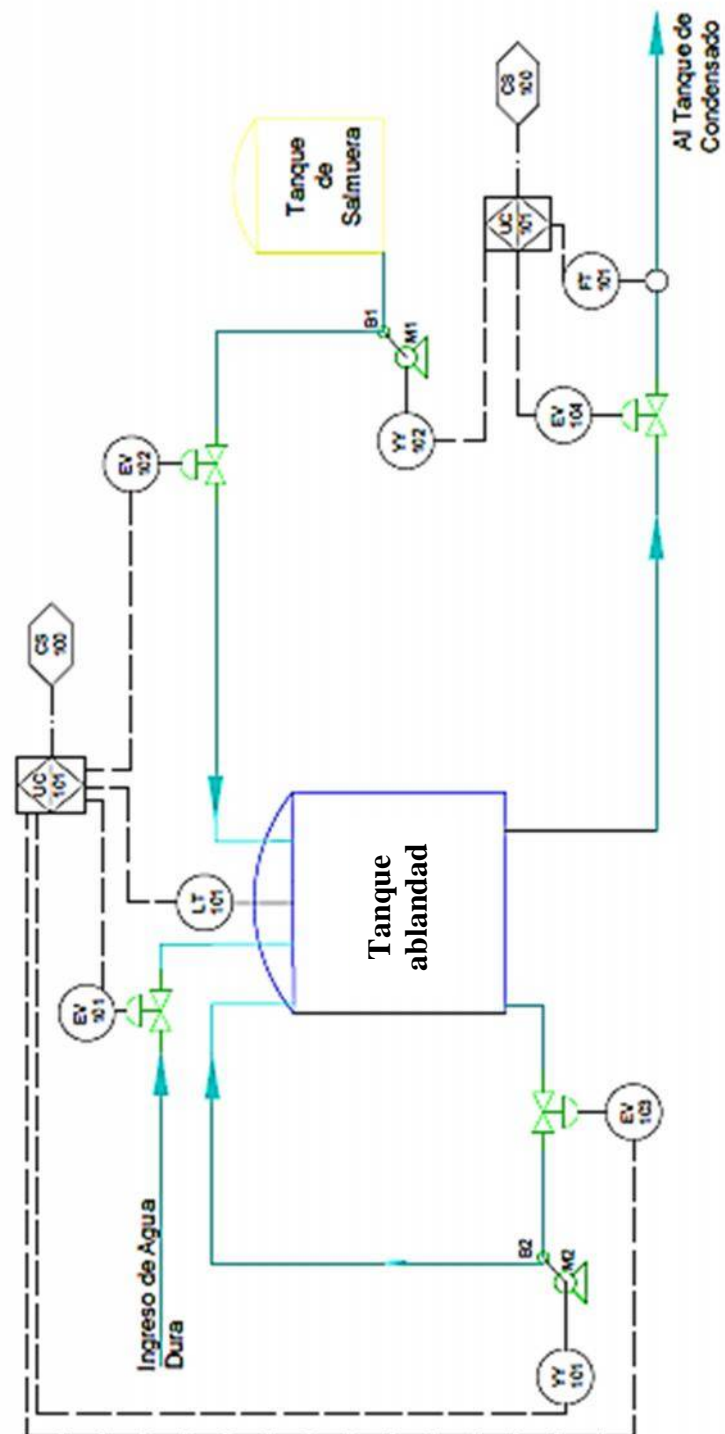 CS
100
UC
101
EV
102
LT
101
EV
101
Ingreso de Agua
Dura
Tanque
de
Salmuera
B1
M1
YY
102
CS
100
UC
101
EV
104
FT
101
Al Tanque de
Condensado
Tanque
ablandad
EV
103
B2
M2
YY
101